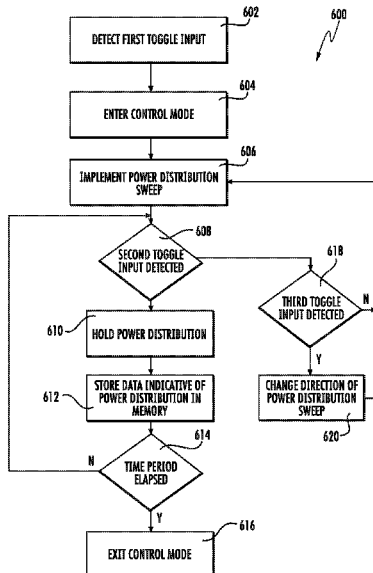 602
DETECT FIRST TOGGLE INPUT
600
604
ENTER CONTROL MODE
606
IMPLEMENT POWER DISTRIBUTION
SWEEP
608
SECOND TOGGLE
INPUT DETECTED
618
THIRD TOGGLE
INPUT DETECTED
N
610
HOLD POWER DISTRIBUTION
Y
612
STORE DATA INDICATIVE OF
POWER DISTRIBUTION IN
MEMORY
CHANGE DIRECTION OF
POWER DISTRIBUTION
SWEEP
620
614
N
TIME PERIOD
ELAPSED
Y
616
EXIT CONTROL MODE